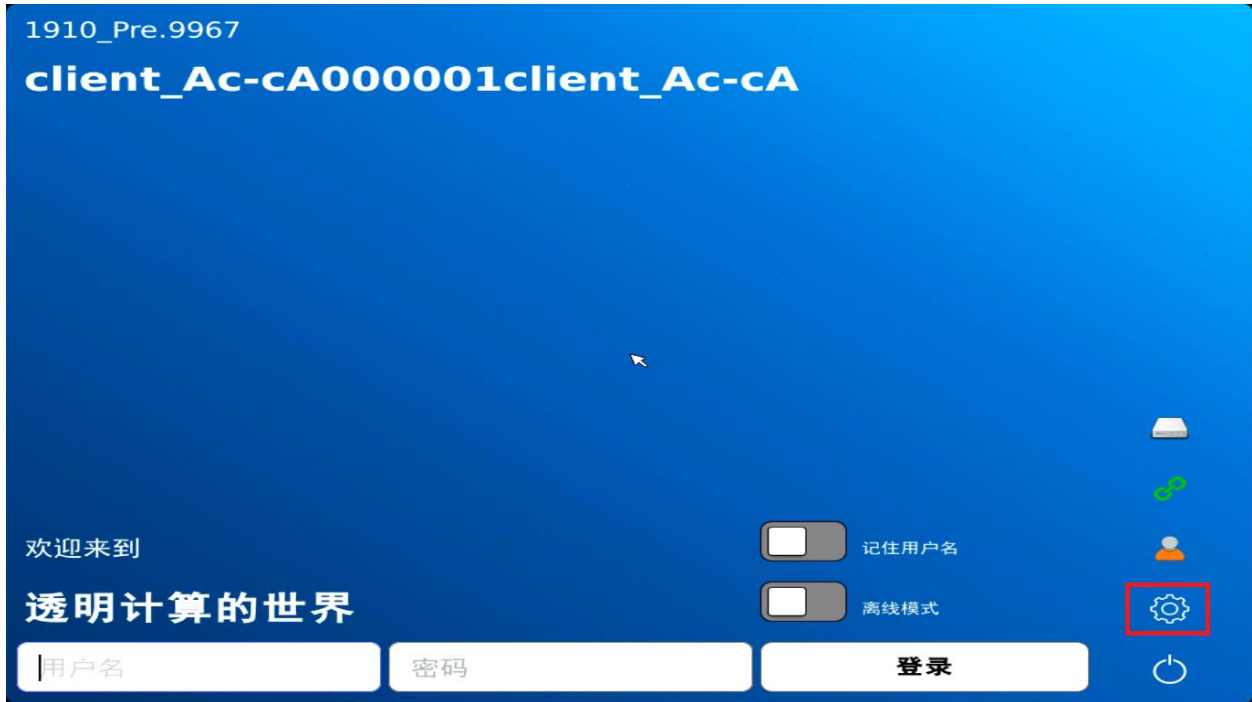 1910_Pre.9967
client_Ac-cA000001client_Ac-cA
欢迎来到
记住用户名
透明计算的世界
离线模式
用户名
密码
登录